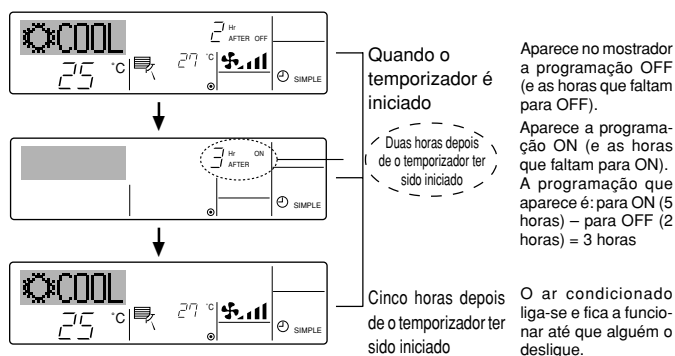 COOL
2 Hr
AFTER OFF
25 °C
27 °C
SIMPLE
Quando o
temporizador é
iniciado
Aparece no mostrador
a programação OFF
(e as horas que faltam
para OFF).
3 Hr ON
AFTER
SIMPLE
Duas horas depois
de o temporizador ter
sido iniciado
Aparece a programa-
ção ON (e as horas
que faltam para ON).
A programação que
aparece é: para ON (5
horas) – para OFF (2
horas) = 3 horas
COOL
25 °C
27 °C
SIMPLE
Cinco horas depois
de o temporizador ter
sido iniciado
O ar condicionado
liga-se e fica a funcio-
nar até que alguém o
desligue.